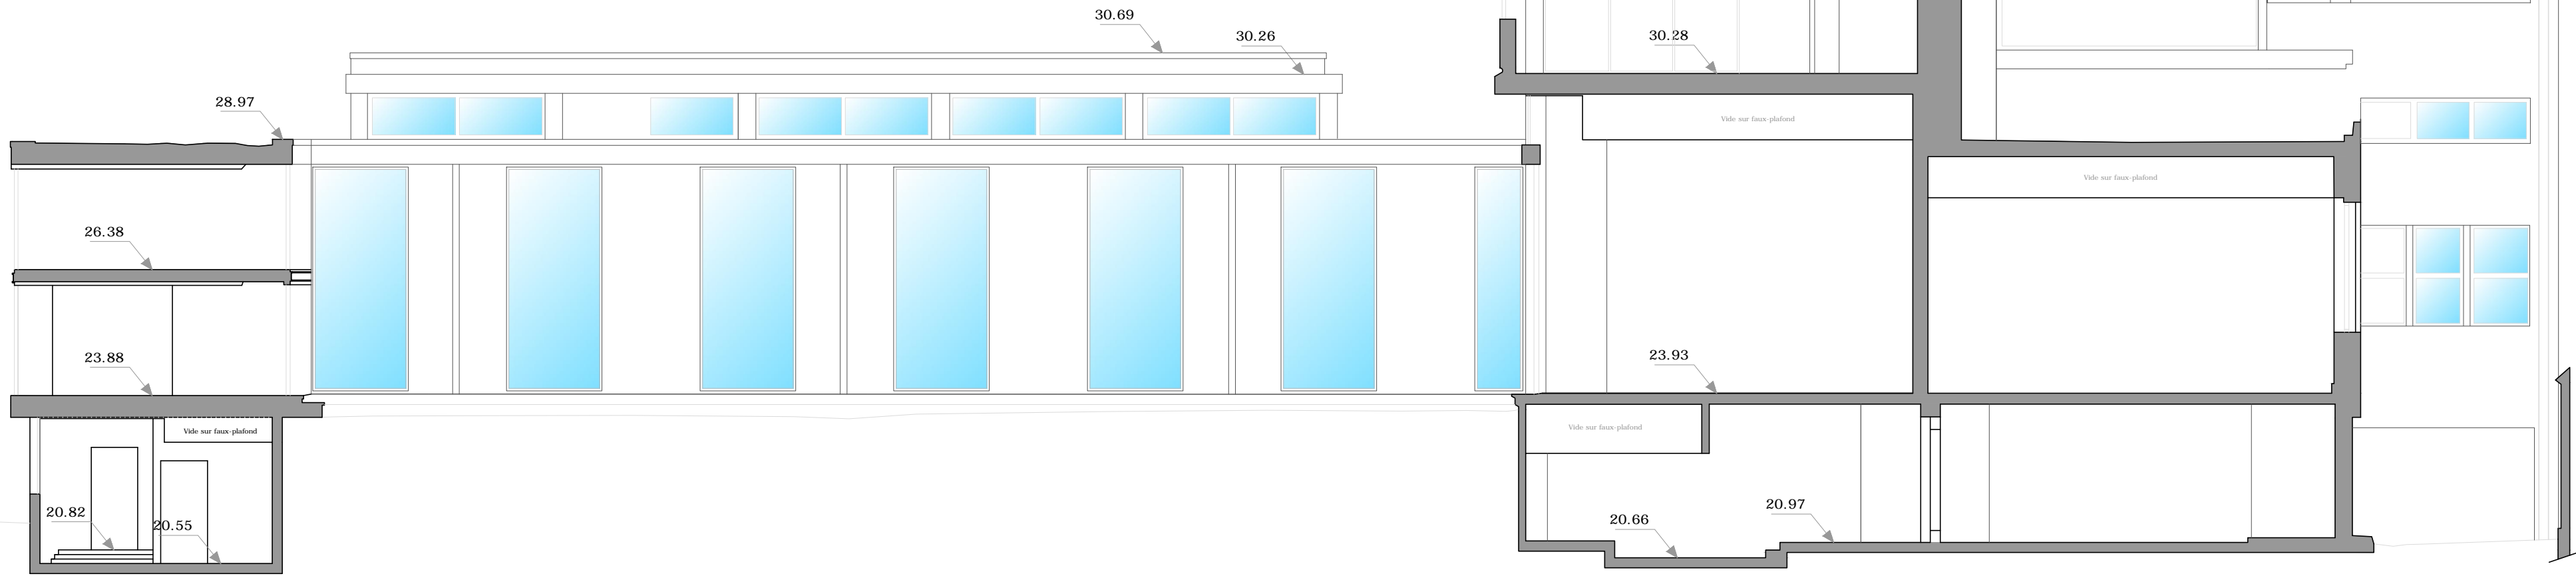 30.69
30.26
30.28
28.97
Vide sur faux-plafond
Vide sur faux-plafond
26.38
23.88
23.93
Vide sur faux-plafond
Vide sur faux-plafond
20.82
20.55
20.66
20.97